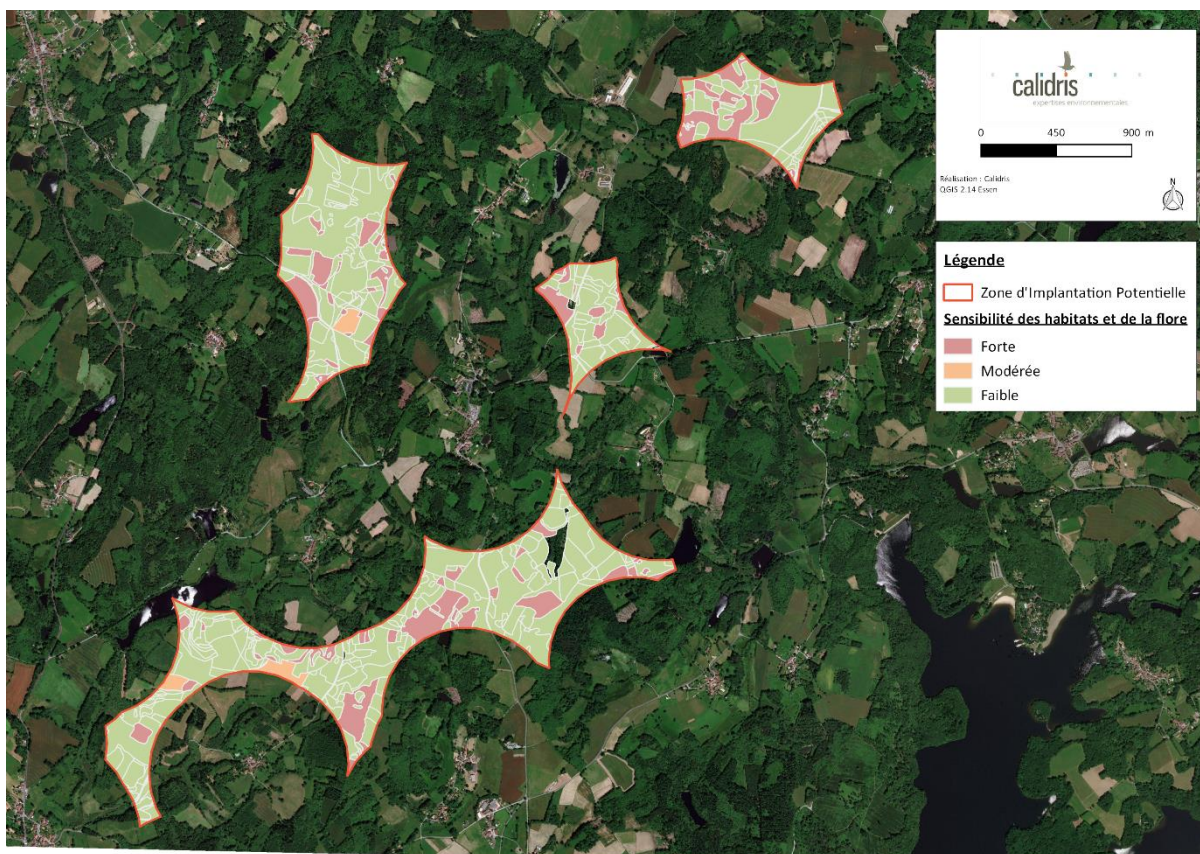 calidris
expertises environnementales
0 450 900 m
Réalisation : Calidris
QGIS 2.14 Essen
N
Légende
Zone d'Implantation Potentielle
Sensibilité des habitats et de la flore
Forte
Modérée
Faible